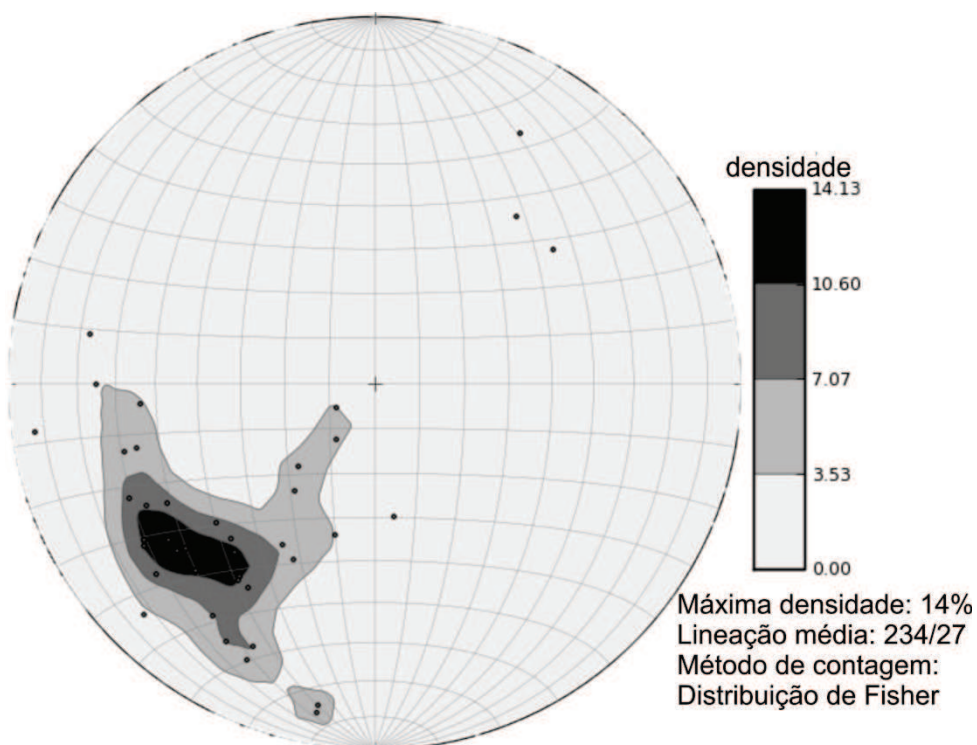 densidade
14.13
10.60
7.07
3.53
0.00
Máxima densidade: 14%
Lineação média: 234/27
Método de contagem:
Distribuição de Fisher